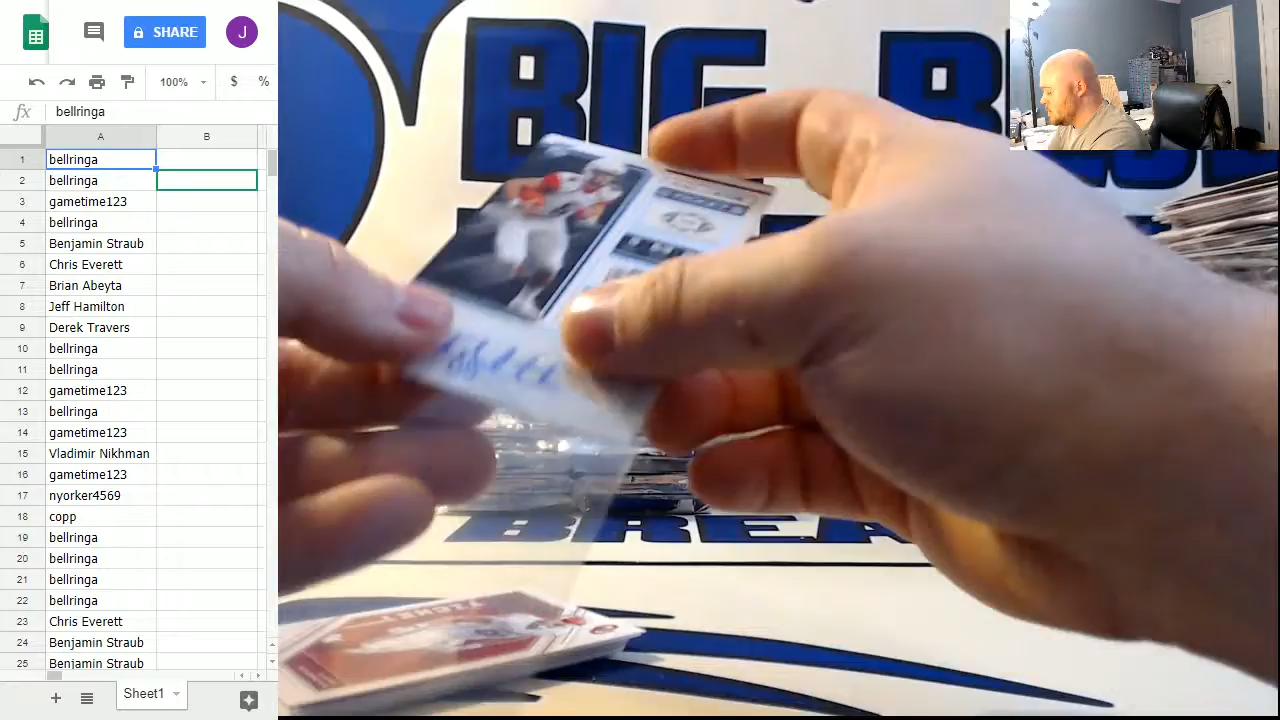 SHARE
J
100%
$
%
fx
bellringa
A
B
1 bellringa
2 bellringa
3 gametime123
4 bellringa
5 Benjamin Straub
6 Chris Everett
7 Brian Abeyta
8 Jeff Hamilton
9 Derek Travers
10 bellringa
11 bellringa
12 gametime123
13 bellringa
14 gametime123
15 Vladimir Nikhman
16 gametime123
17 nyorker4569
18 copp
19 bellringa
20 bellringa
21 bellringa
22 bellringa
23 Chris Everett
24 Benjamin Straub
25 Benjamin Straub
Sheet1
BIG B
BREA